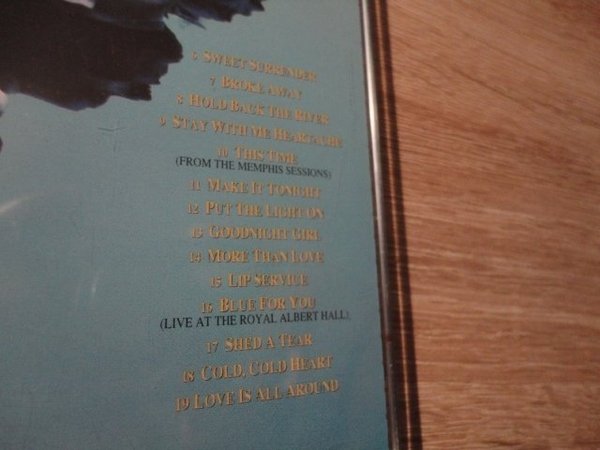 6 Sweet Surrender
7 Broke Away
8 Hold Back The River
9 Stay With Me Heartache
10 This Time
(FROM THE MEMPHIS SESSIONS)
11 Make It Tonight
12 Put The Light On
13 Goodnight Girl
14 More Than Love
15 Lip Service
16 Blue For You
(LIVE AT THE ROYAL ALBERT HALL)
17 Shed A Tear
18 Cold, Cold Heart
19 Love Is All Around